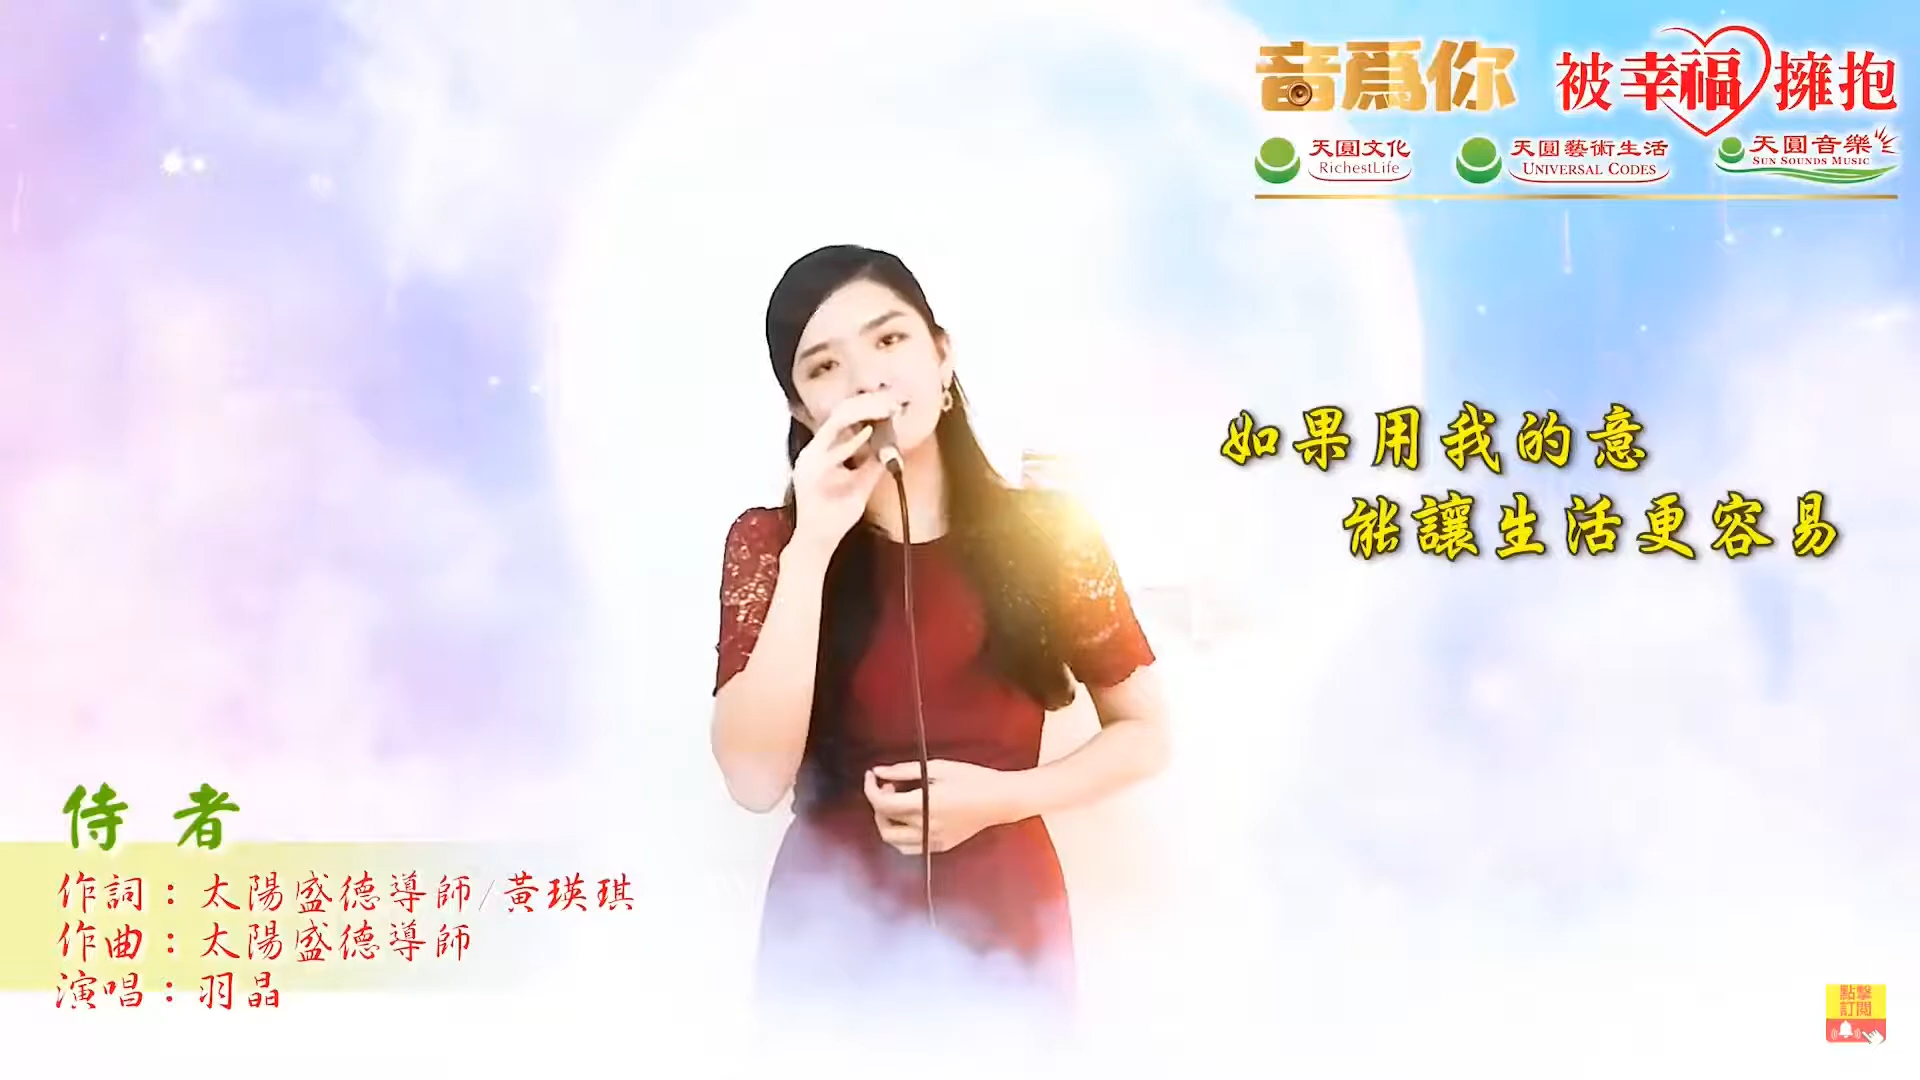 音爲你 被幸福擁抱
天圓文化 天圓藝術生活 天圓音樂
RichestLife UNIVERSAL CODES SUN SOUNDS MUSIC
如果用我的意
能讓生活更容易
侍者
作詞：太陽盛德導師/黃瑛琪
作曲：太陽盛德導師
演唱：羽晶
點擊
訂閱